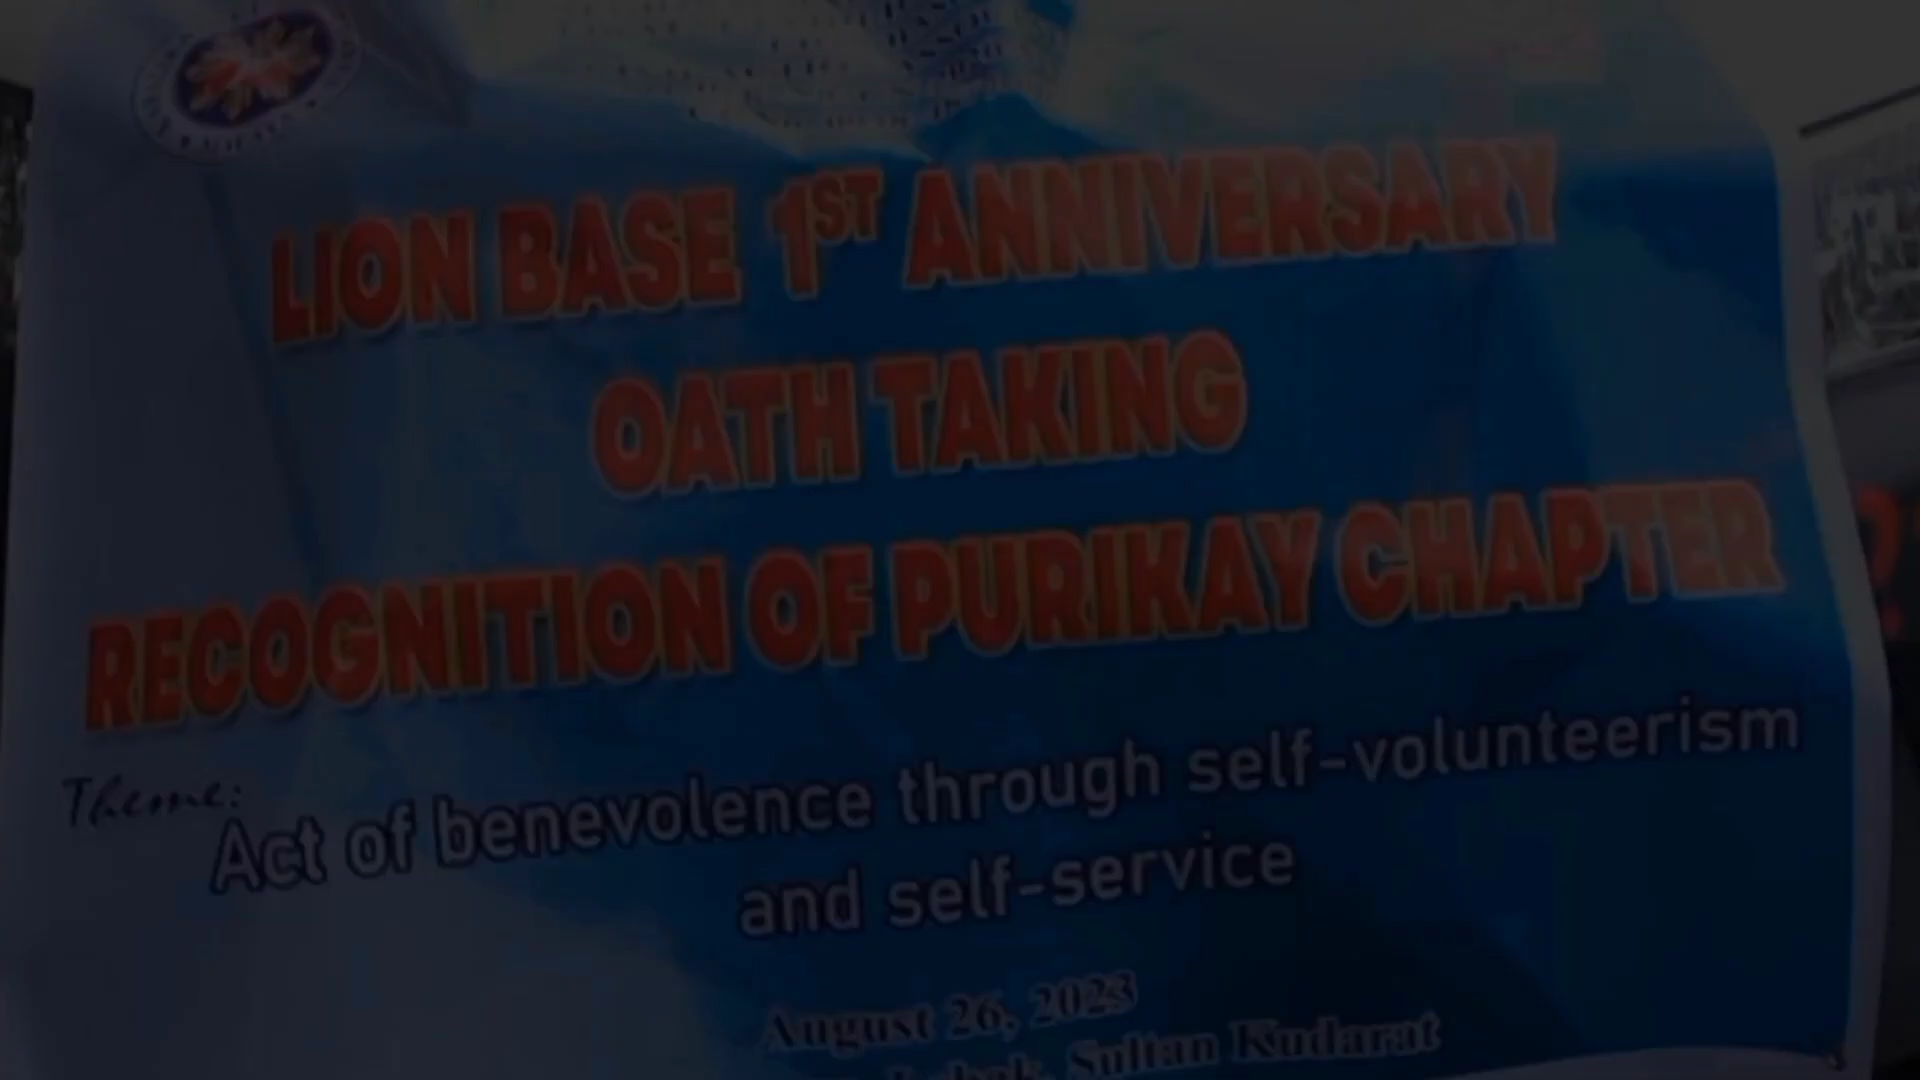 LION BASE 1ST ANNIVERSARY
OATH TAKING
RECOGNITION OF PURIKAY CHAPTER
Theme:
Act of benevolence through self-volunteerism
and self-service
August 26, 2023
Sultan Kudarat